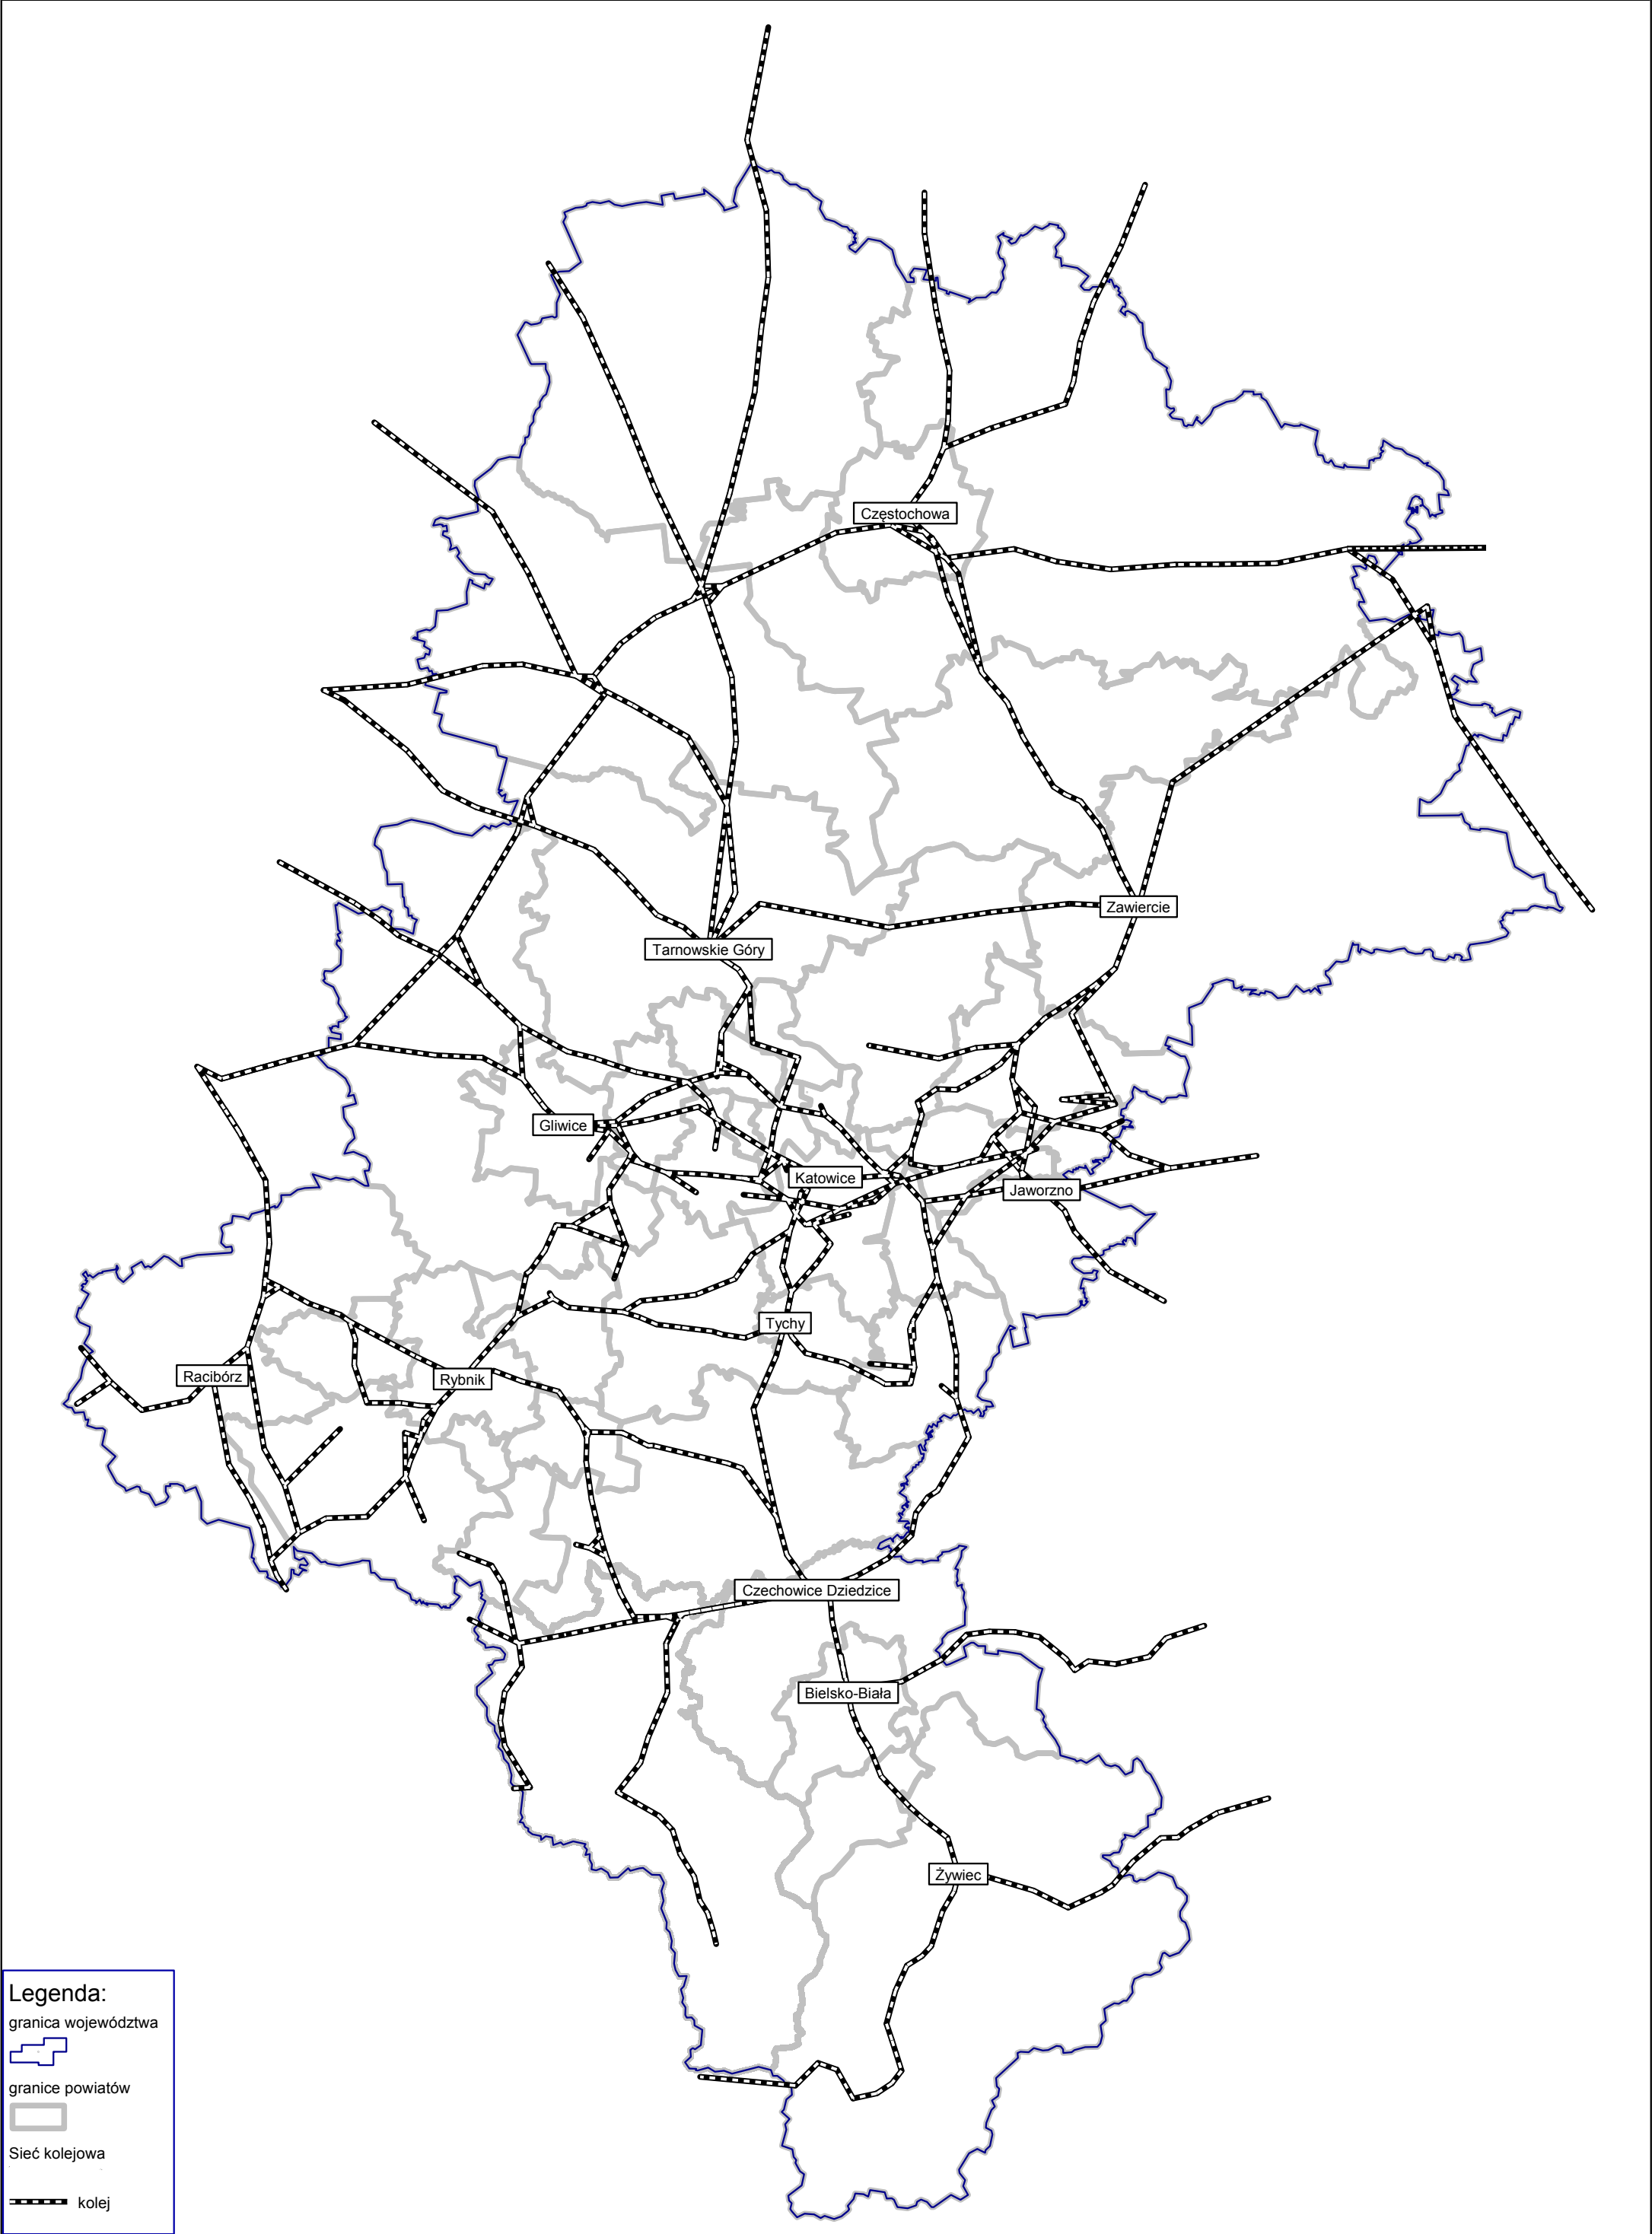 Częstochowa
Zawiercie
Tarnowskie Góry
Gliwice
Katowice
Jaworzno
Tychy
Racibórz
Rybnik
Czechowice Dziedzice
Bielsko-Biała
Żywiec
Legenda:
granica województwa
granice powiatów
Sieć kolejowa
kolej